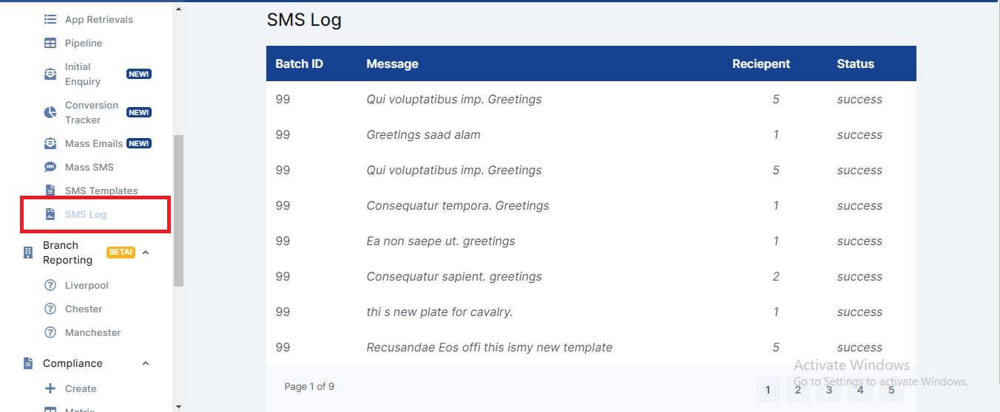 App Retrievals
Pipeline
Initial
Enquiry
NEW!
Conversion
Tracker
NEW!
Mass Emails NEW!
Mass SMS
SMS Templates
SMS Log
Branch
Reporting
BETA!
Liverpool
Chester
Manchester
Compliance
Create
Matrix
SMS Log
Batch ID Message Reciepent Status
99 Qui voluptatibus imp. Greetings 5 success
99 Greetings saad alam 1 success
99 Qui voluptatibus imp. Greetings 5 success
99 Consequatur tempora. Greetings 1 success
99 Ea non saepe ut. greetings 1 success
99 Consequatur sapient. greetings 2 success
99 thi s new plate for cavalry. 1 success
99 Recusandae Eos offi this ismy new template 5 success
Page 1 of 9
1 2 3 4 5
Activate Windows
Go to Settings to activate Windows.